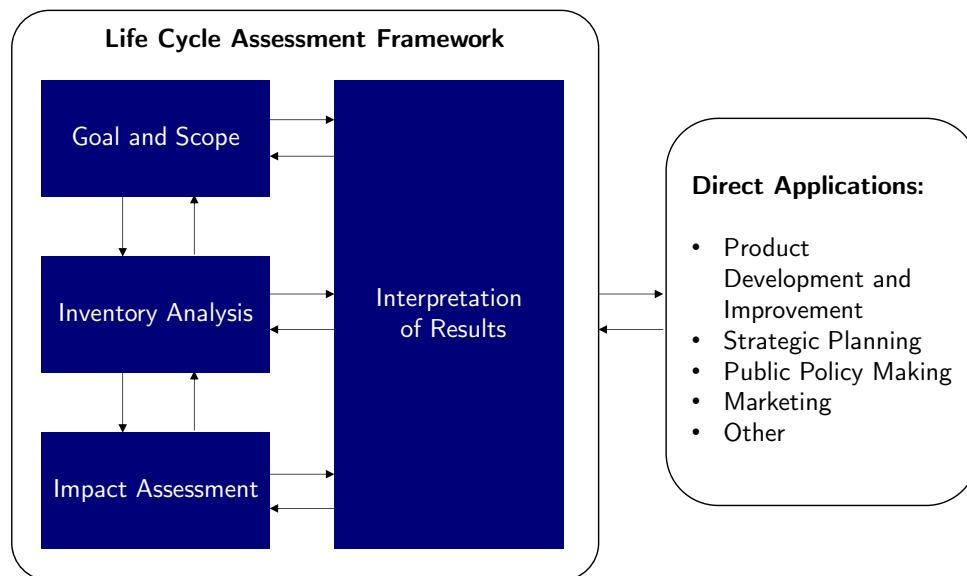 Life Cycle Assessment Framework
Goal and Scope
Inventory Analysis
Impact Assessment
Interpretation
of Results
Direct Applications:
• Product
Development and
Improvement
• Strategic Planning
• Public Policy Making
• Marketing
• Other